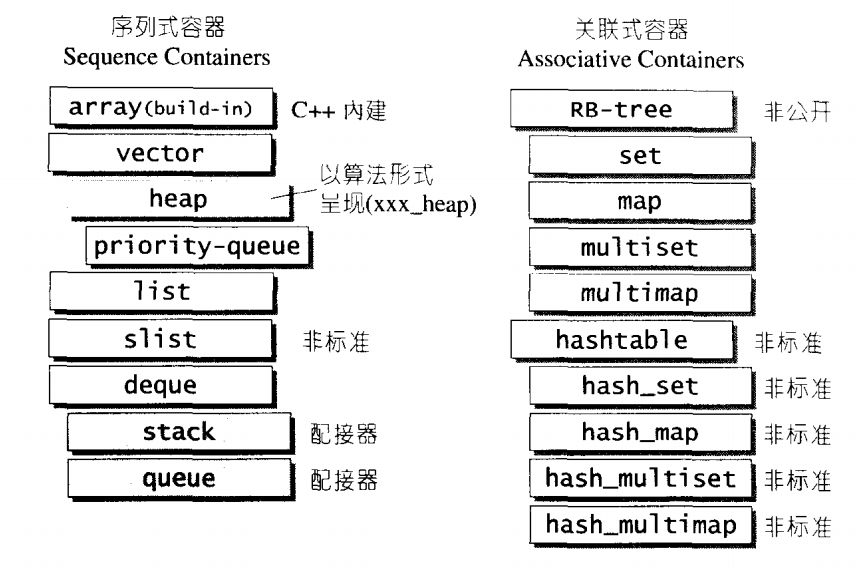 序列式容器
Sequence Containers
array(build-in) C++ 内建
vector
heap
以算法形式
呈现(xxx_heap)
priority-queue
list
slist 非标准
deque
stack 配接器
queue 配接器
关联式容器
Associative Containers
RB-tree 非公开
set
map
multiset
multimap
hashtable 非标准
hash_set 非标准
hash_map 非标准
hash_multiset 非标准
hash_multimap 非标准